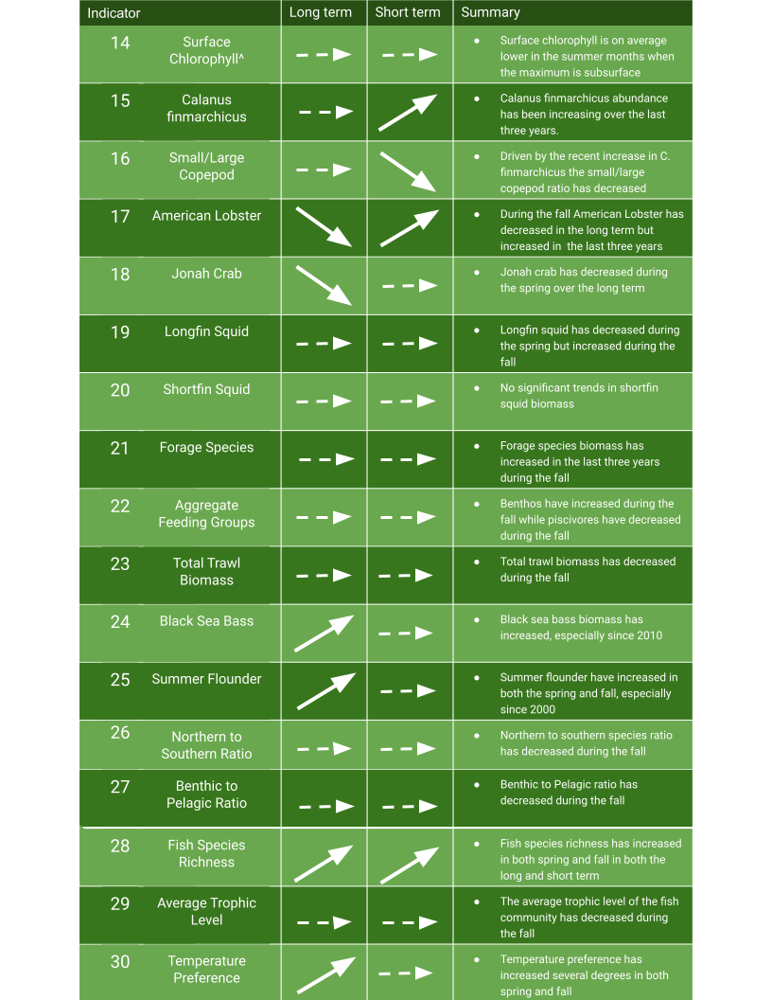 Indicator Long term Short term Summary
14 Surface Chlorophyll^
• Surface chlorophyll is on average
lower in the summer months when
the maximum is subsurface
15 Calanus finmarchicus
• Calanus finmarchicus abundance
has been increasing over the last
three years.
16 Small/Large Copepod
• Driven by the recent increase in C.
finmarchicus the small/large
copepod ratio has decreased
17 American Lobster
• During the fall American Lobster has
decreased in the long term but
increased in  the last three years
18 Jonah Crab
• Jonah crab has decreased during
the spring over the long term
19 Longfin Squid
• Longfin squid has decreased during
the spring but increased during the
fall
20 Shortfin Squid
• No significant trends in shortfin
squid biomass
21 Forage Species
• Forage species biomass has
increased in the last three years
during the fall
22 Aggregate Feeding Groups
• Benthos have increased during the
fall while piscivores have decreased
during the fall
23 Total Trawl Biomass
• Total trawl biomass has decreased
during the fall
24 Black Sea Bass
• Black sea bass biomass has
increased, especially since 2010
25 Summer Flounder
• Summer flounder have increased in
both the spring and fall, especially
since 2000
26 Northern to Southern Ratio
• Northern to southern species ratio
has decreased during the fall
27 Benthic to Pelagic Ratio
• Benthic to Pelagic ratio has
decreased during the fall
28 Fish Species Richness
• Fish species richness has increased
in both spring and fall in both the
long and short term
29 Average Trophic Level
• The average trophic level of the fish
community has decreased during
the fall
30 Temperature Preference
• Temperature preference has
increased several degrees in both
spring and fall